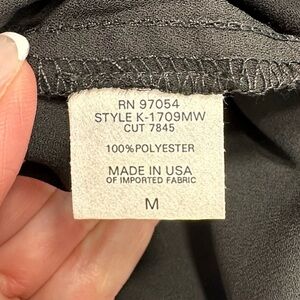 RN 97054
STYLE K-1709MW
CUT 7845
100%POLYESTER
MADE IN USA
OF IMPORTED FABRIC
M